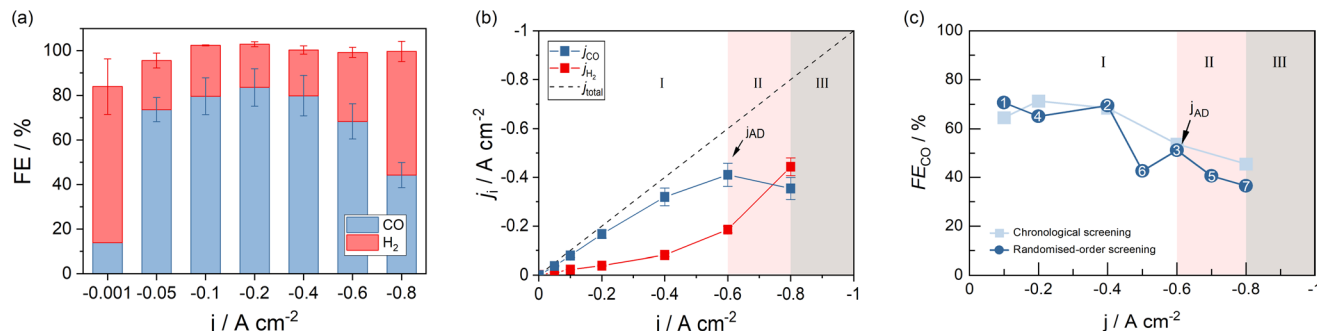 (a)
FE / %
100
80
60
40
20
0
CO
H2
-0.001
-0.05
-0.1
-0.2
-0.4
-0.6
-0.8
j / A cm-2
(b)
ji / A cm-2
-1
-0.8
-0.6
-0.4
-0.2
0
jCO
jH2
jtotal
I
II
III
jAD
0
-0.2
-0.4
-0.6
-0.8
-1
j / A cm-2
(c)
FECO / %
100
80
60
40
20
0
I
II
III
jAD
1
4
2
6
3
5
7
Chronological screening
Randomised-order screening
0
-0.2
-0.4
-0.6
-0.8
-1
j / A cm-2